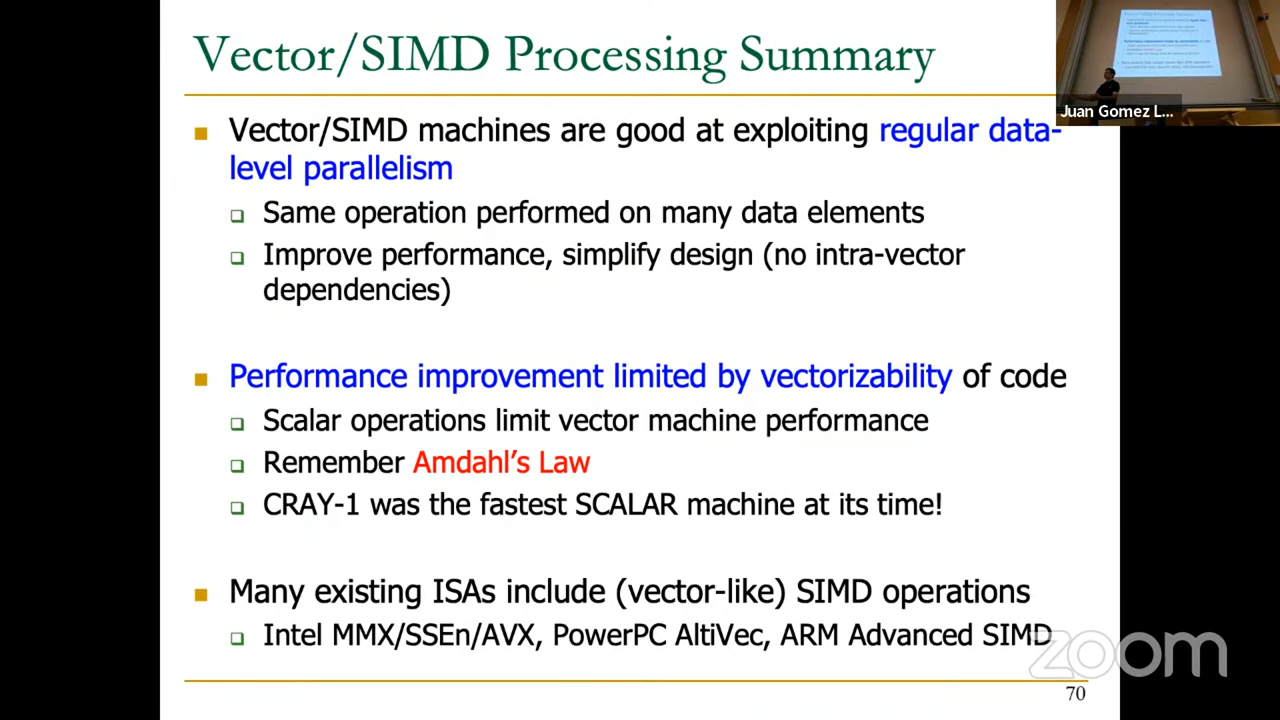 Vector/SIMD Processing Summary
Juan Gomez L...
Vector/SIMD machines are good at exploiting regular data-
level parallelism
Same operation performed on many data elements
Improve performance, simplify design (no intra-vector
dependencies)
Performance improvement limited by vectorizability of code
Scalar operations limit vector machine performance
Remember Amdahl's Law
CRAY-1 was the fastest SCALAR machine at its time!
Many existing ISAs include (vector-like) SIMD operations
Intel MMX/SSEn/AVX, PowerPC AltiVec, ARM Advanced SIMD
zoom
70